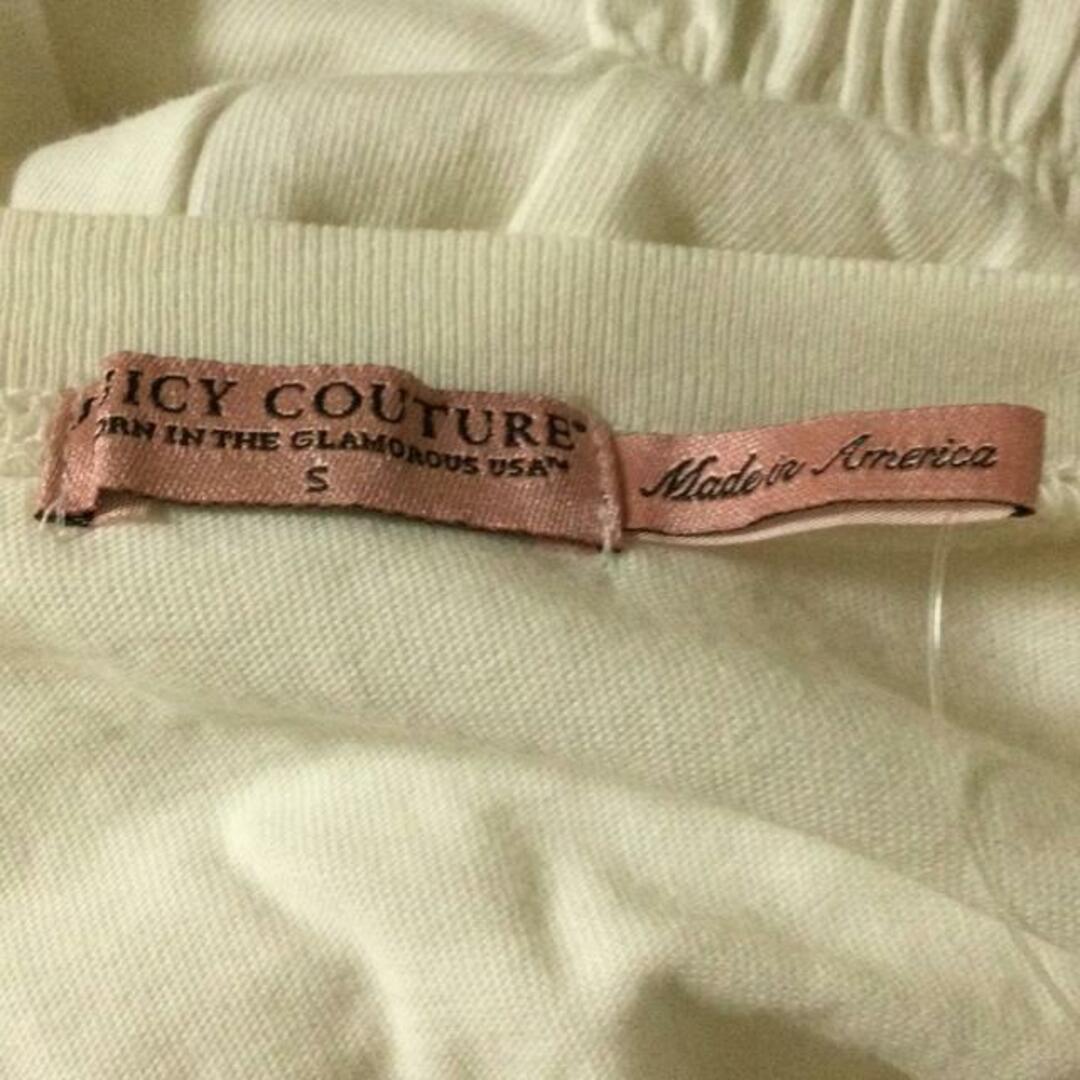 ICY COUTURE®
RN IN THE GLAMOROUS USA™
S
Made in America